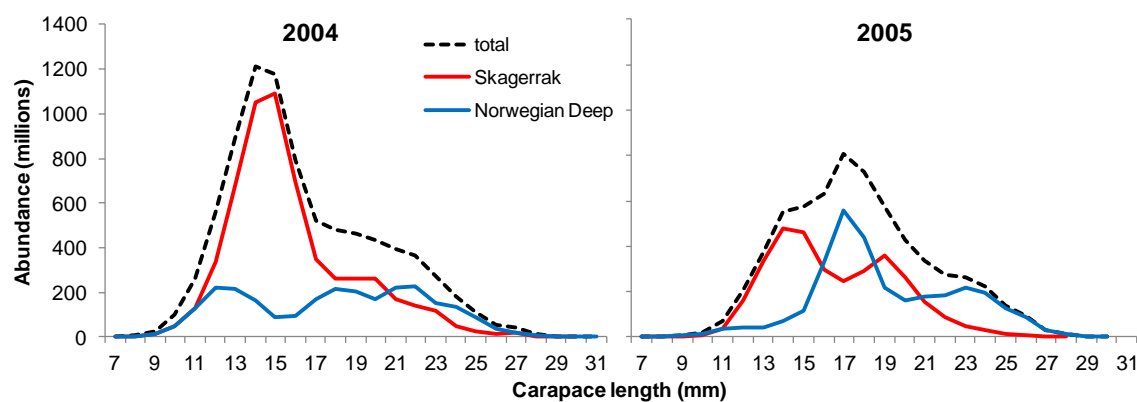 2004
2005
total
Skagerrak
Norwegian Deep
Abundance (millions)
1400
1200
1000
800
600
400
200
0
7 9 11 13 15 17 19 21 23 25 27 29 31
7 9 11 13 15 17 19 21 23 25 27 29 31
Carapace length (mm)